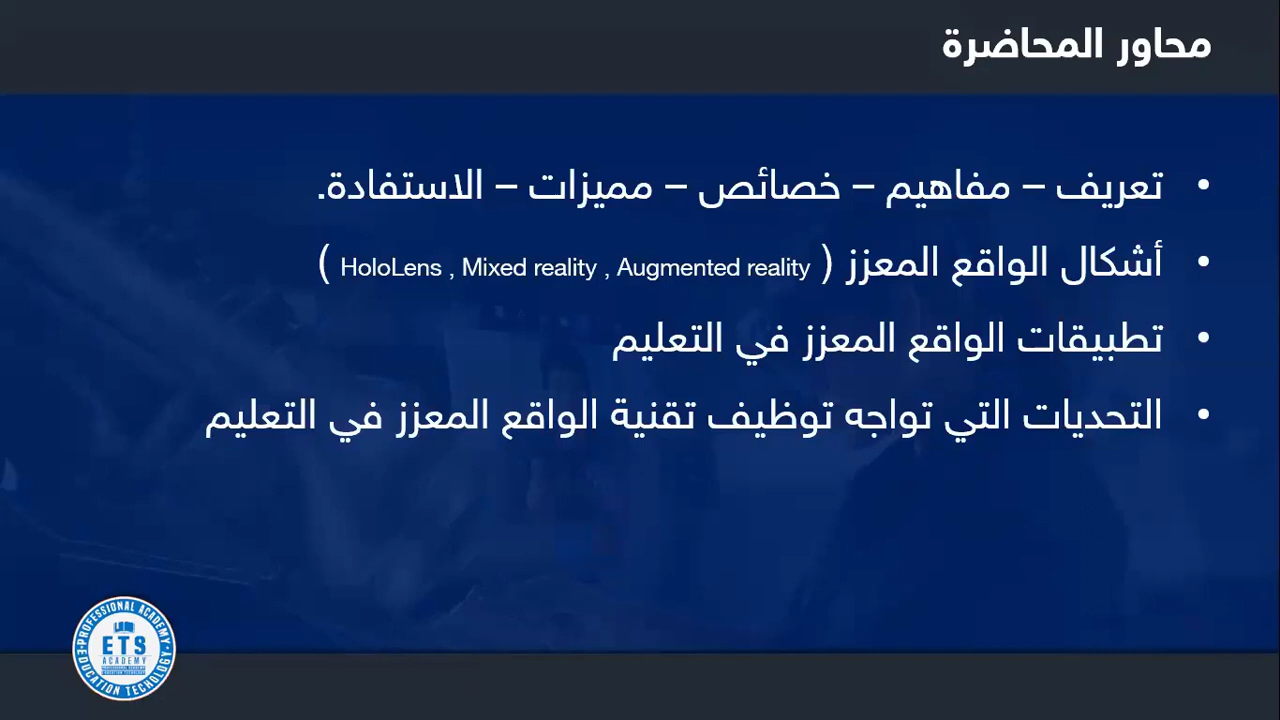 محاور المحاضرة
• تعريف – مفاهيم – خصائص – مميزات – الاستفادة.
• أشكال الواقع المعزز ( HoloLens , Mixed reality , Augmented reality )
• تطبيقات الواقع المعزز في التعليم
• التحديات التي تواجه توظيف تقنية الواقع المعزز في التعليم
PROFESSIONAL ACADEMY
ETS
ACADEMY
EDUCATION TECHOLOGY